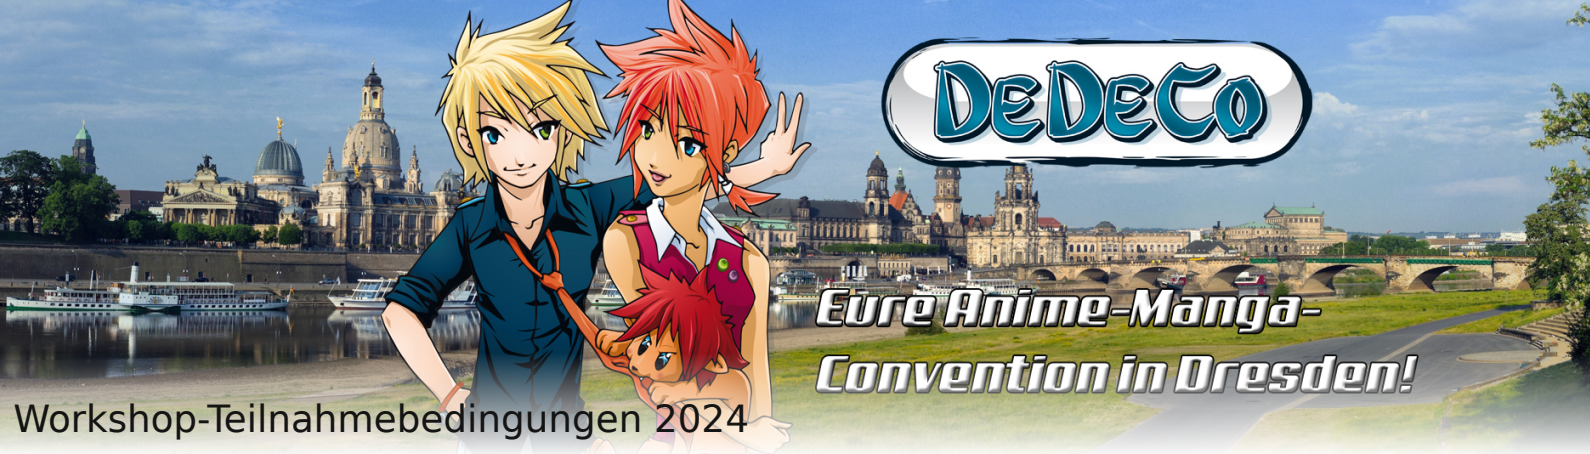 DeDeCo
Eure Anime-Manga-
Convention in Dresden!
Workshop-Teilnahmebedingungen 2024